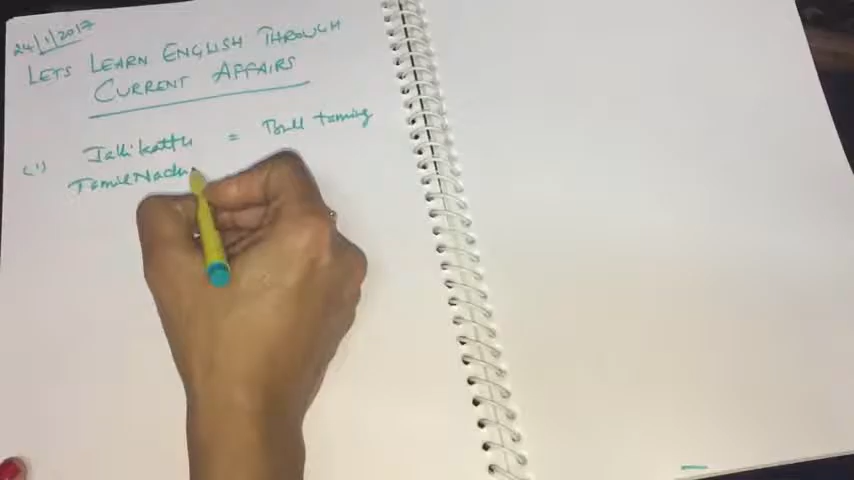 24/1/2017
LETS LEARN ENGLISH THROUGH
CURRENT AFFAIRS
(1) Jallikattu = Bull taming
TamilNadu